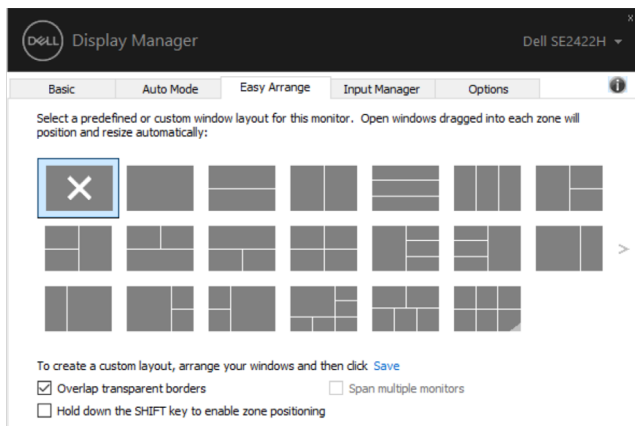 DELL Display Manager
Dell SE2422H
Basic Auto Mode Easy Arrange Input Manager Options
Select a predefined or custom window layout for this monitor. Open windows dragged into each zone will
position and resize automatically:
To create a custom layout, arrange your windows and then click Save
Overlap transparent borders
Span multiple monitors
Hold down the SHIFT key to enable zone positioning